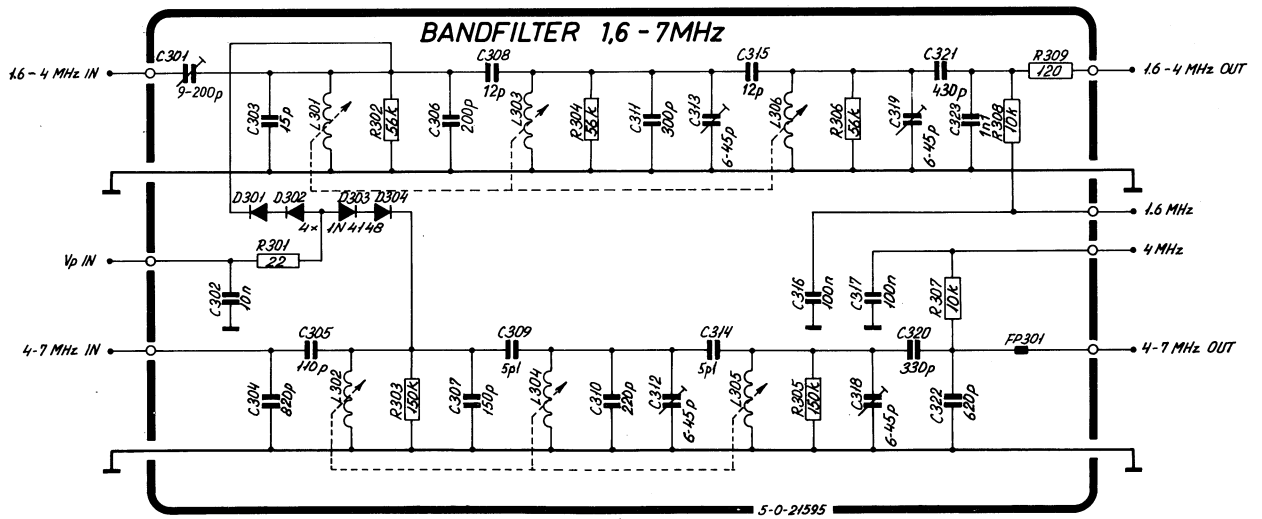 BANDFILTER 1,6 - 7MHz
1.6 - 4 MHz IN
C301
9-200p
C303
15p
L301
R302
56k
C306
200p
C308
12p
L303
R304
56k
C311
300p
C313
6-45p
C315
12p
L306
R306
56k
C319
6-45p
C321
430p
C323
1n1
R308
10k
R309
120
1.6 - 4 MHz OUT
D301
D302
D303
D304
4× 1N4148
Vp IN
R301
22
C302
10n
1.6 MHz
4 MHz
C316
100n
C317
100n
R307
10k
4-7 MHz IN
C304
820p
C305
110p
L302
R303
150k
C307
150p
C309
5p1
L304
C310
220p
C312
6-45p
C314
5p1
L305
R305
150k
C318
6-45p
C320
330p
C322
620p
FP301
4-7 MHz OUT
5-0-21595